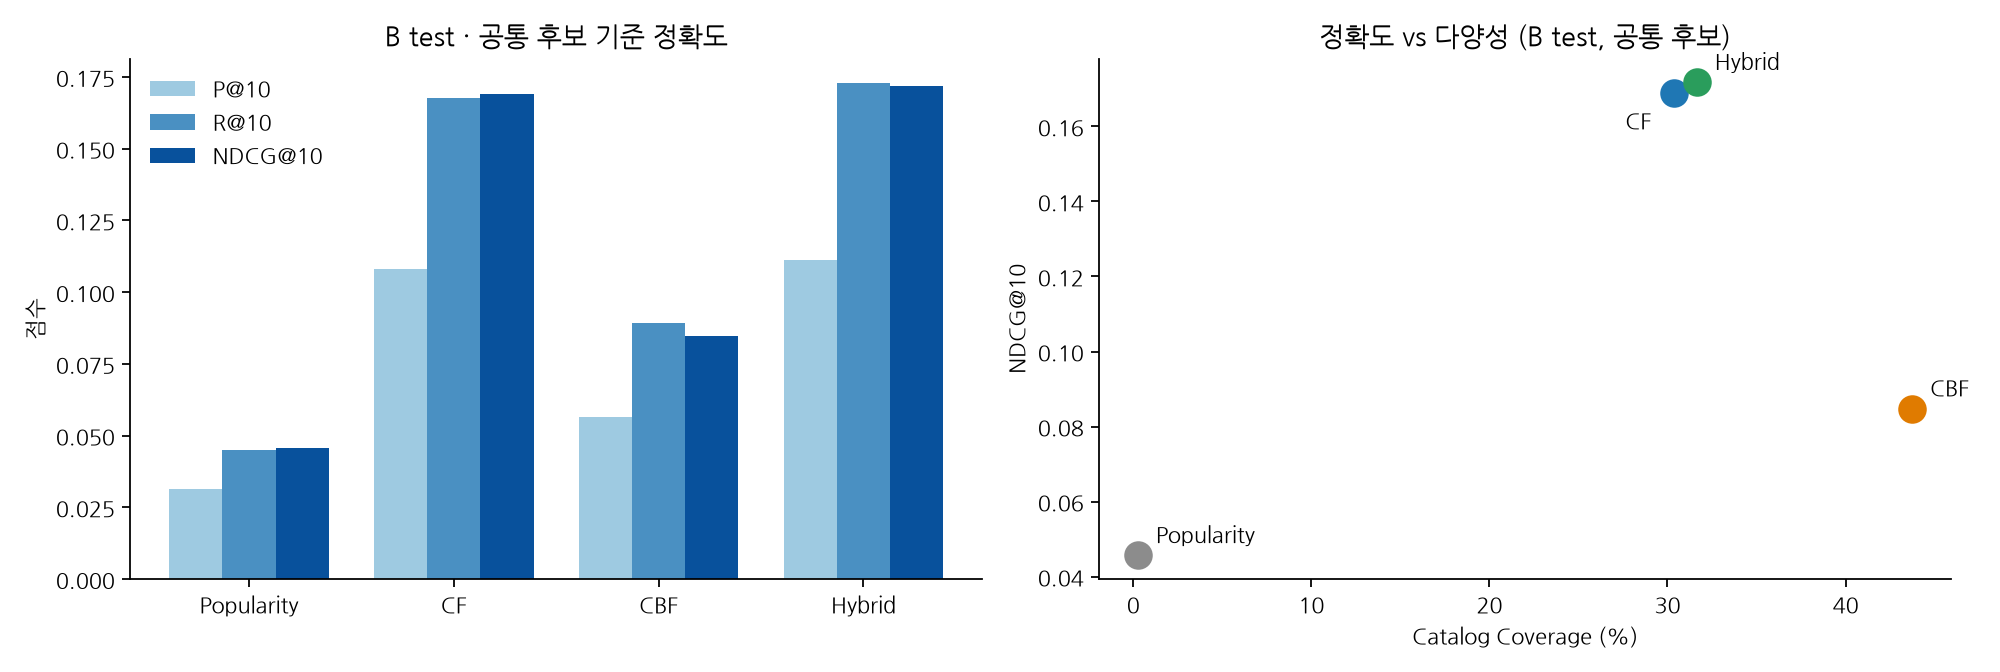 B test · 공통 후보 기준 정확도
P@10
R@10
NDCG@10
점수
0.175
0.150
0.125
0.100
0.075
0.050
0.025
0.000
Popularity
CF
CBF
Hybrid
정확도 vs 다양성 (B test, 공통 후보)
NDCG@10
0.16
0.14
0.12
0.10
0.08
0.06
0.04
Hybrid
CF
CBF
Popularity
0
10
20
30
40
Catalog Coverage (%)